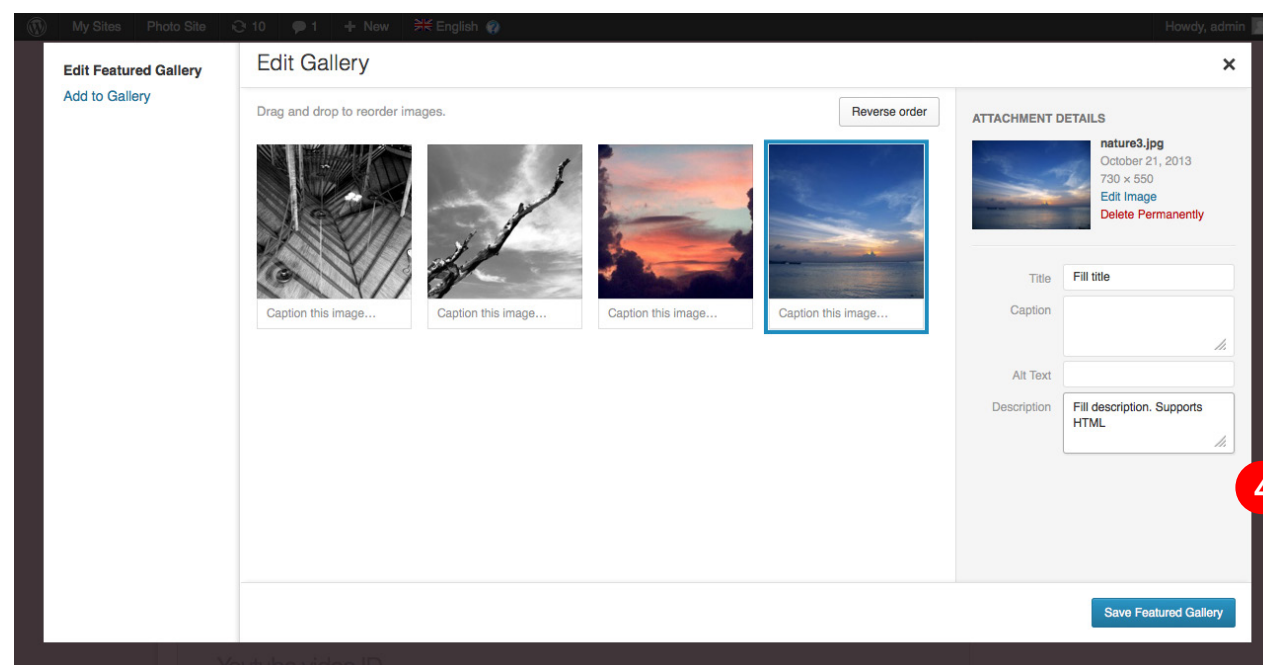 My Sites Photo Site 10 1 + New English ? Howdy, admin
Edit Featured Gallery
Add to Gallery
Edit Gallery
×
Drag and drop to reorder images.
Reverse order
Caption this image…
Caption this image…
Caption this image…
Caption this image…
ATTACHMENT DETAILS
nature3.jpg
October 21, 2013
730 × 550
Edit Image
Delete Permanently
Title Fill title
Caption
Alt Text
Description Fill description. Supports
HTML
4
Save Featured Gallery
Youtube video ID